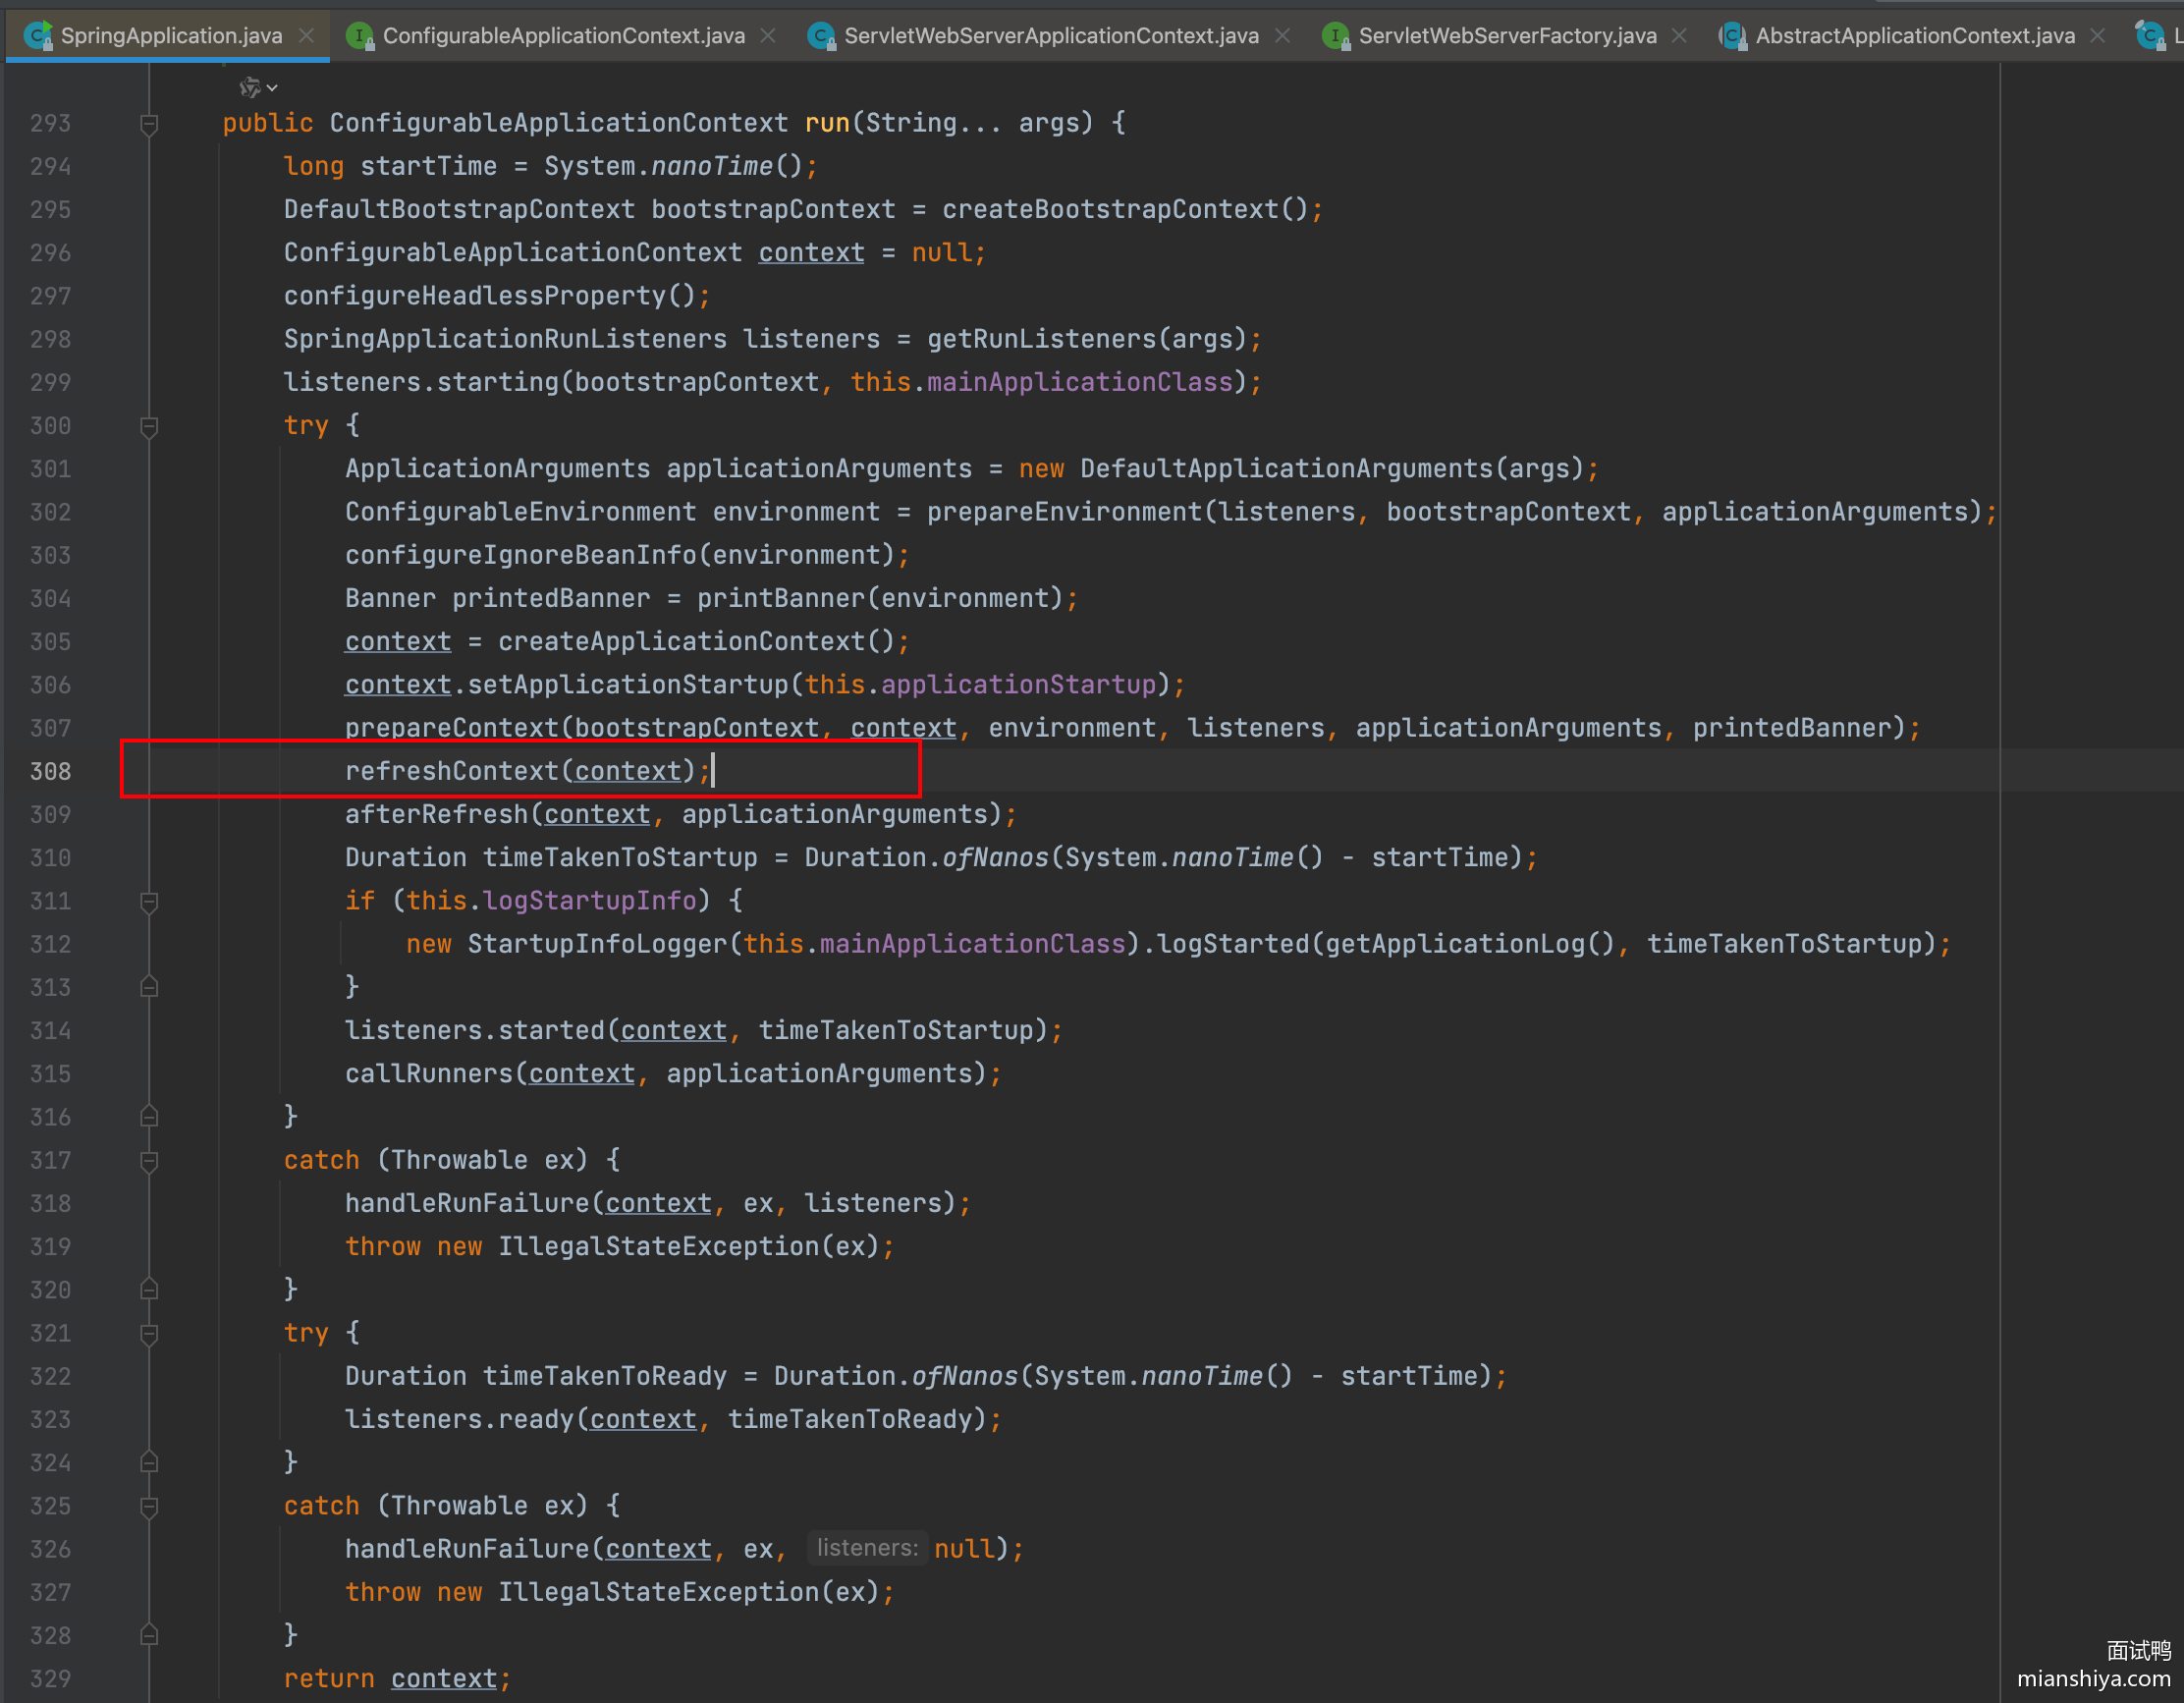 SpringApplication.java ConfigurableApplicationContext.java ServletWebServerApplicationContext.java ServletWebServerFactory.java AbstractApplicationContext.java L
293 public ConfigurableApplicationContext run(String... args) {
294 long startTime = System.nanoTime();
295 DefaultBootstrapContext bootstrapContext = createBootstrapContext();
296 ConfigurableApplicationContext context = null;
297 configureHeadlessProperty();
298 SpringApplicationRunListeners listeners = getRunListeners(args);
299 listeners.starting(bootstrapContext, this.mainApplicationClass);
300 try {
301 ApplicationArguments applicationArguments = new DefaultApplicationArguments(args);
302 ConfigurableEnvironment environment = prepareEnvironment(listeners, bootstrapContext, applicationArguments);
303 configureIgnoreBeanInfo(environment);
304 Banner printedBanner = printBanner(environment);
305 context = createApplicationContext();
306 context.setApplicationStartup(this.applicationStartup);
307 prepareContext(bootstrapContext, context, environment, listeners, applicationArguments, printedBanner);
308 refreshContext(context);
309 afterRefresh(context, applicationArguments);
310 Duration timeTakenToStartup = Duration.ofNanos(System.nanoTime() - startTime);
311 if (this.logStartupInfo) {
312 new StartupInfoLogger(this.mainApplicationClass).logStarted(getApplicationLog(), timeTakenToStartup);
313 }
314 listeners.started(context, timeTakenToStartup);
315 callRunners(context, applicationArguments);
316 }
317 catch (Throwable ex) {
318 handleRunFailure(context, ex, listeners);
319 throw new IllegalStateException(ex);
320 }
321 try {
322 Duration timeTakenToReady = Duration.ofNanos(System.nanoTime() - startTime);
323 listeners.ready(context, timeTakenToReady);
324 }
325 catch (Throwable ex) {
326 handleRunFailure(context, ex, listeners: null);
327 throw new IllegalStateException(ex);
328 }
329 return context;
面试鸭
mianshiya.com